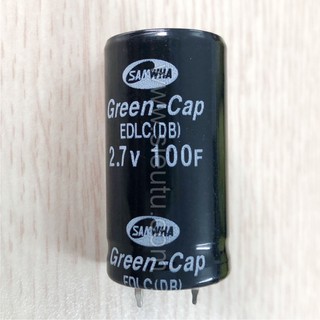 SAMWHA
Green-Cap
EDLC(DB)
2.7V 100F
SAMWHA
Green-Cap
EDLC(DB)